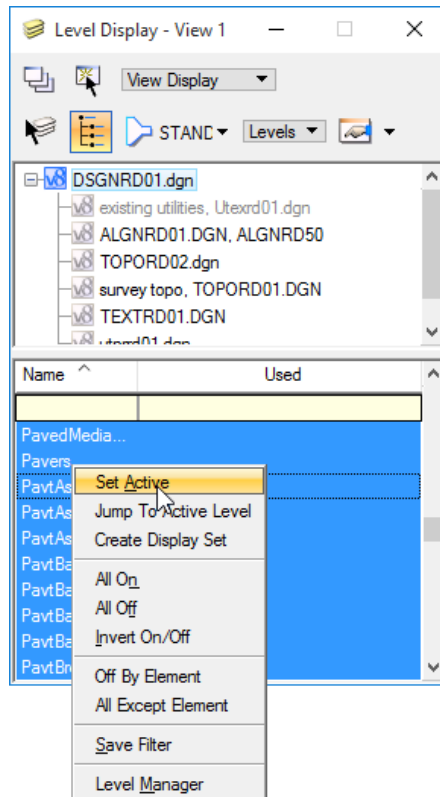 Level Display - View 1
View Display
STANC Levels
DSGNRD01.dgn
existing utilities, Utexrd01.dgn
ALGNRD01.DGN, ALGNRD50
TOPORD02.dgn
survey topo, TOPORD01.DGN
TEXTRD01.DGN
Name Used
PavedMedia...
Pavers
PavtAs
PavtAs
PavtAs
PavtBa
PavtBa
PavtBa
PavtBa
PavtBr
Set Active
Jump To Active Level
Create Display Set
All On
All Off
Invert On/Off
Off By Element
All Except Element
Save Filter
Level Manager